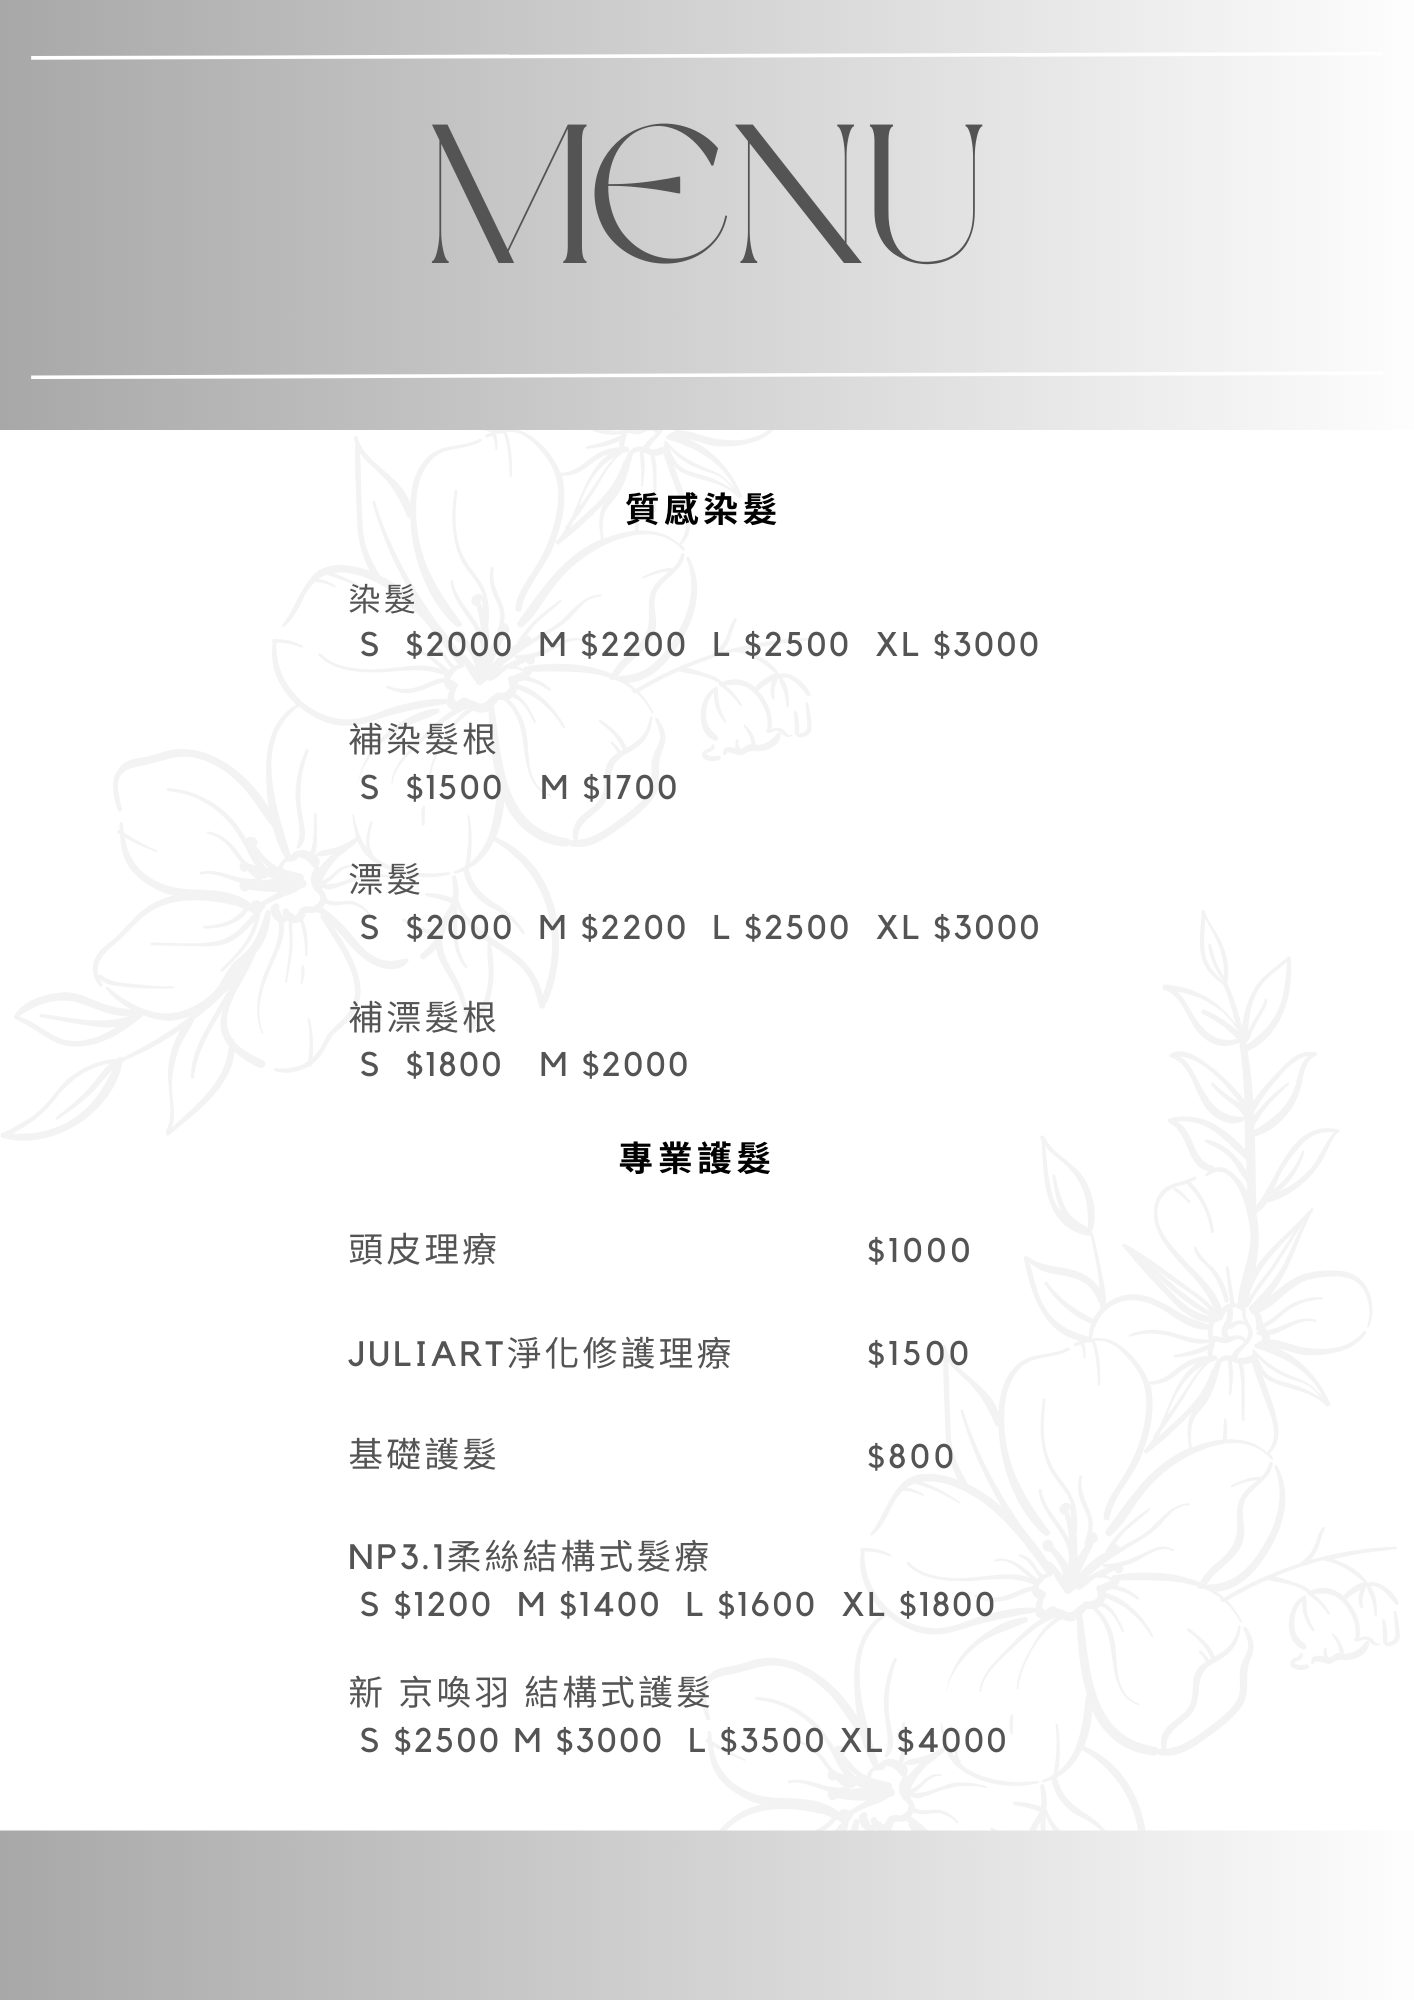 MENU
質感染髮
染髮
S $2000 M $2200 L $2500 XL $3000
補染髮根
S $1500 M $1700
漂髮
S $2000 M $2200 L $2500 XL $3000
補漂髮根
S $1800 M $2000
專業護髮
頭皮理療 $1000
JULIART淨化修護理療 $1500
基礎護髮 $800
NP3.1柔絲結構式髮療
S $1200 M $1400 L $1600 XL $1800
新 京喚羽 結構式護髮
S $2500 M $3000 L $3500 XL $4000